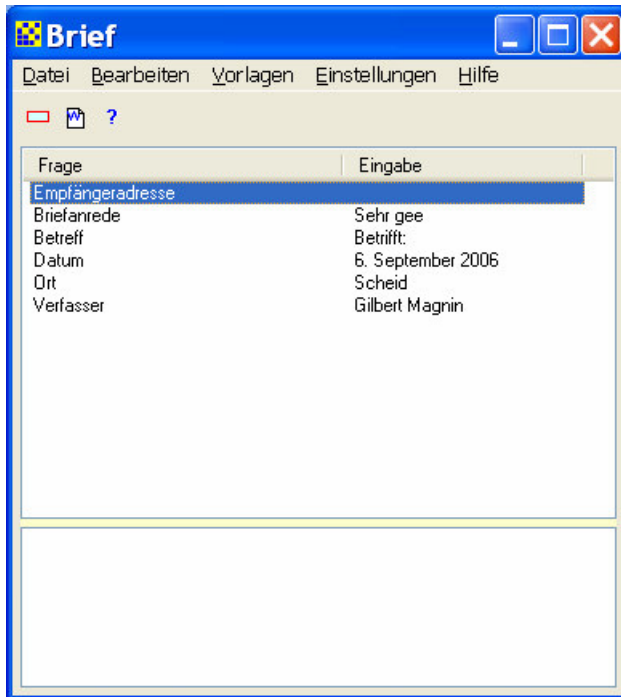 Brief
Datei Bearbeiten Vorlagen Einstellungen Hilfe
?
Frage Eingabe
Empfängeradresse
Briefanrede Sehr gee
Betreff Betrifft:
Datum 6. September 2006
Ort Scheid
Verfasser Gilbert Magnin